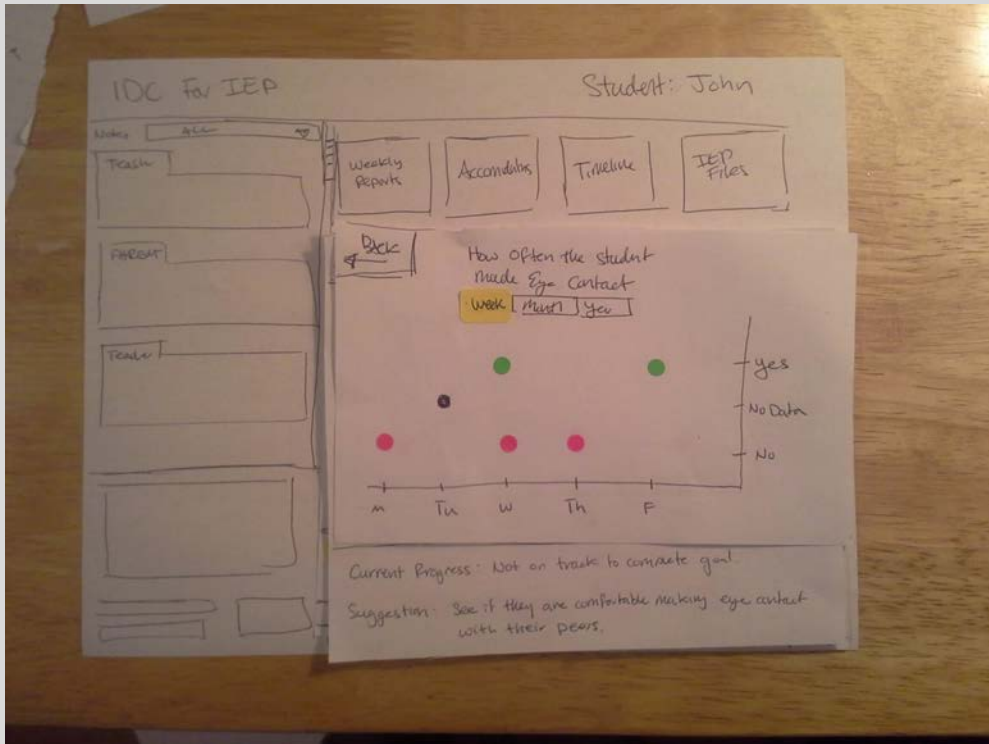 IDC For IEP
Student: John
Notes
ALL
Teach
PARENT
Teacher
Weekly
Reports
Timeline
IEP
Files
Back
How often the student
made Eye Contact
Week
Month
Year
Yes
No Data
No
M
Tu
W
Th
F
Current Progress: Not on track to complete goal.
Suggestion: See if they are comfortable making eye contact
with their peers.